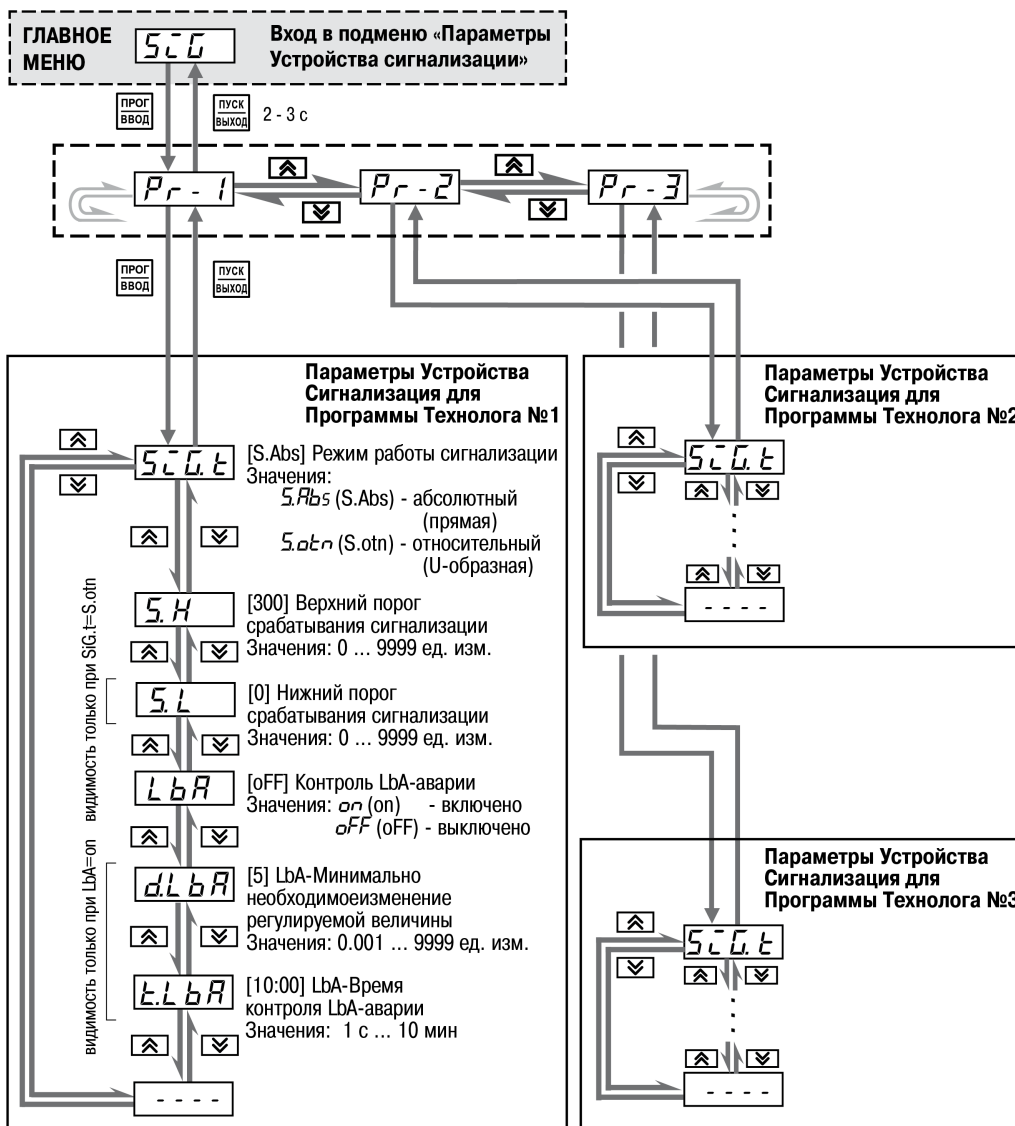 ГЛАВНОЕ
МЕНЮ
SiG
Вход в подменю «Параметры
Устройства сигнализации»
ПРОГ
ВВОД
ПУСК
ВЫХОД
2 - 3 с
Pr - 1
Pr - 2
Pr - 3
ПРОГ
ВВОД
ПУСК
ВЫХОД
Параметры Устройства
Сигнализация для
Программы Технолога №1
SiG.t
[S.Abs] Режим работы сигнализации
Значения:
S.Abs (S.Abs) - абсолютный
(прямая)
S.otn (S.otn) - относительный
(U-образная)
S.H
[300] Верхний порог
срабатывания сигнализации
Значения: 0 ... 9999 ед. изм.
видимость только при SiG.t=S.otn
S.L
[0] Нижний порог
срабатывания сигнализации
Значения: 0 ... 9999 ед. изм.
LbA
[oFF] Контроль LbA-аварии
Значения: on (on) - включено
oFF (oFF) - выключено
видимость только при LbA=on
d.LbA
[5] LbA-Минимально
необходимоеизменение
регулируемой величины
Значения: 0.001 ... 9999 ед. изм.
t.LbA
[10:00] LbA-Время
контроля LbA-аварии
Значения: 1 с ... 10 мин
- - - -
Параметры Устройства
Сигнализация для
Программы Технолога №2
SiG.t
- - - -
Параметры Устройства
Сигнализация для
Программы Технолога №3
SiG.t
- - - -